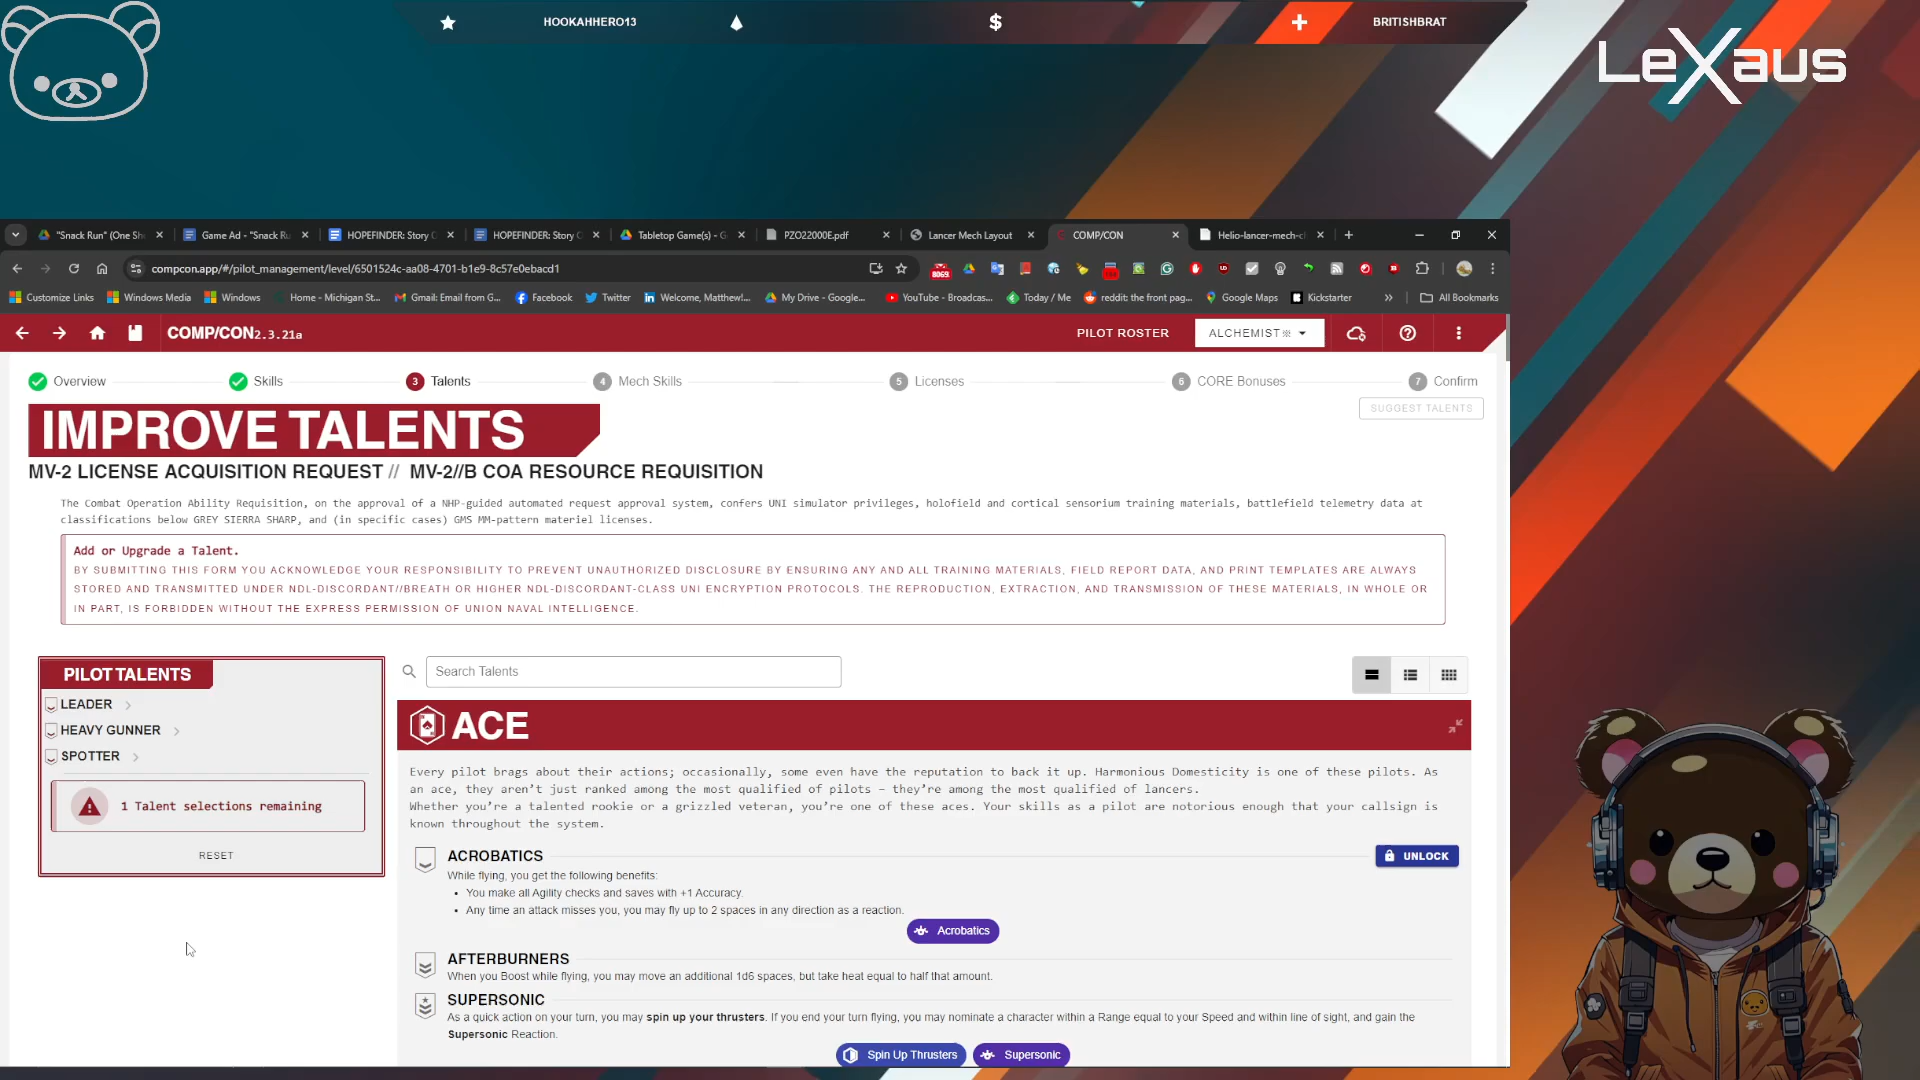 HOOKAHHERO13
$
BRITISHBRAT
LeXaus
"Snack Run" (One Sh
Game Ad - "Snack Ru
HOPEFINDER: Story O
HOPEFINDER: Story O
Tabletop Game(s) - G
PZO22000E.pdf
Lancer Mech Layout
COMP/CON
Helio-lancer-mech-c
compcon.app/#/pilot_management/level/6501524c-aa08-4701-b1e9-8c57e0ebacd1
8069
Customize Links
Windows Media
Windows
Home - Michigan St...
Gmail: Email from G...
Facebook
Twitter
Welcome, Matthew!...
My Drive - Google...
YouTube - Broadcas...
Today / Me
reddit: the front pag...
Google Maps
Kickstarter
All Bookmarks
COMP/CON2.3.21a
PILOT ROSTER
ALCHEMIST※
Overview
Skills
3 Talents
4 Mech Skills
5 Licenses
6 CORE Bonuses
7 Confirm
SUGGEST TALENTS
IMPROVE TALENTS
MV-2 LICENSE ACQUISITION REQUEST // MV-2//B COA RESOURCE REQUISITION
The Combat Operation Ability Requisition, on the approval of a NHP-guided automated request approval system, confers UNI simulator privileges, holofield and cortical sensorium training materials, battlefield telemetry data at
classifications below GREY SIERRA SHARP, and (in specific cases) GMS MM-pattern materiel licenses.
Add or Upgrade a Talent.
BY SUBMITTING THIS FORM YOU ACKNOWLEDGE YOUR RESPONSIBILITY TO PREVENT UNAUTHORIZED DISCLOSURE BY ENSURING ANY AND ALL TRAINING MATERIALS, FIELD REPORT DATA, AND PRINT TEMPLATES ARE ALWAYS
STORED AND TRANSMITTED UNDER NDL-DISCORDANT//BREATH OR HIGHER NDL-DISCORDANT-CLASS UNI ENCRYPTION PROTOCOLS. THE REPRODUCTION, EXTRACTION, AND TRANSMISSION OF THESE MATERIALS, IN WHOLE OR
IN PART, IS FORBIDDEN WITHOUT THE EXPRESS PERMISSION OF UNION NAVAL INTELLIGENCE.
PILOT TALENTS
LEADER
HEAVY GUNNER
SPOTTER
1 Talent selections remaining
RESET
Search Talents
ACE
Every pilot brags about their actions; occasionally, some even have the reputation to back it up. Harmonious Domesticity is one of these pilots. As
an ace, they aren't just ranked among the most qualified of pilots – they're among the most qualified of lancers.
Whether you're a talented rookie or a grizzled veteran, you're one of these aces. Your skills as a pilot are notorious enough that your callsign is
known throughout the system.
ACROBATICS
UNLOCK
While flying, you get the following benefits:
• You make all Agility checks and saves with +1 Accuracy.
• Any time an attack misses you, you may fly up to 2 spaces in any direction as a reaction.
Acrobatics
AFTERBURNERS
When you Boost while flying, you may move an additional 1d6 spaces, but take heat equal to half that amount.
SUPERSONIC
As a quick action on your turn, you may spin up your thrusters. If you end your turn flying, you may nominate a character within a Range equal to your Speed and within line of sight, and gain the
Supersonic Reaction.
Spin Up Thrusters
Supersonic